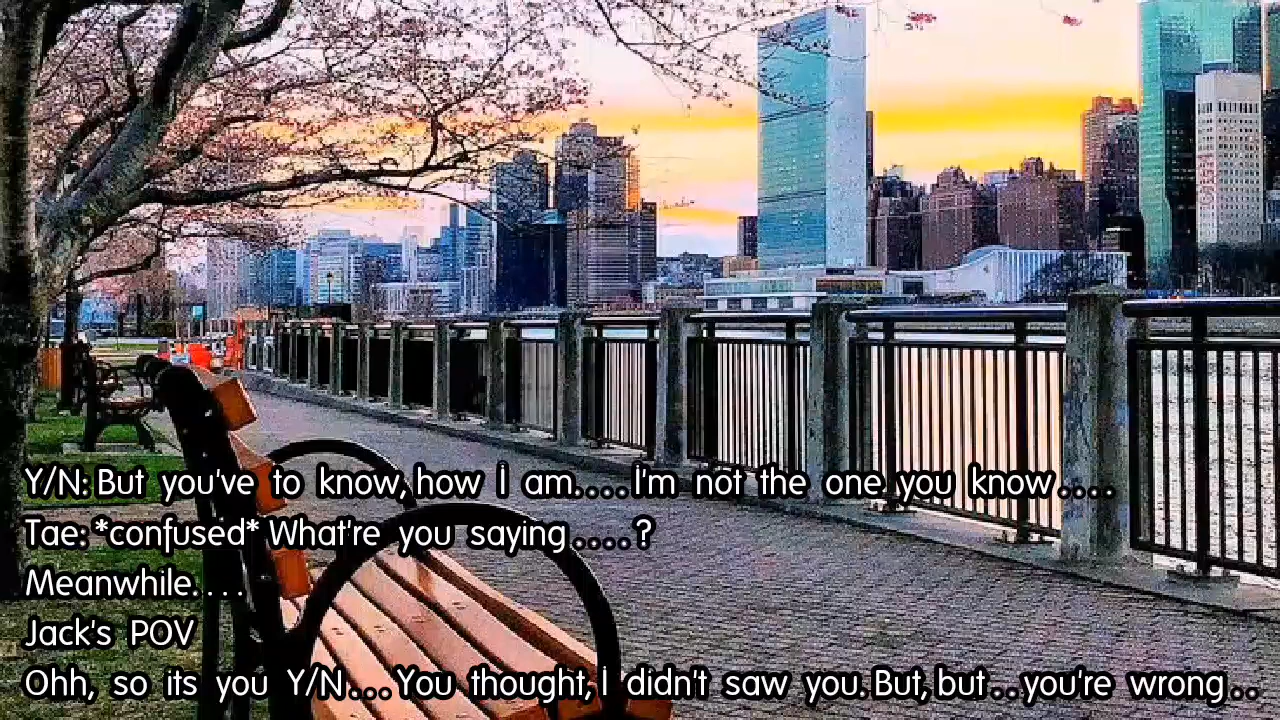 Y/N: But you've to know, how I am....I'm not the one you know....
Tae: *confused* What're you saying....?
Meanwhile....
Jack's POV
Ohh, so its you Y/N...You thought, I didn't saw you. But, but...you're wrong..